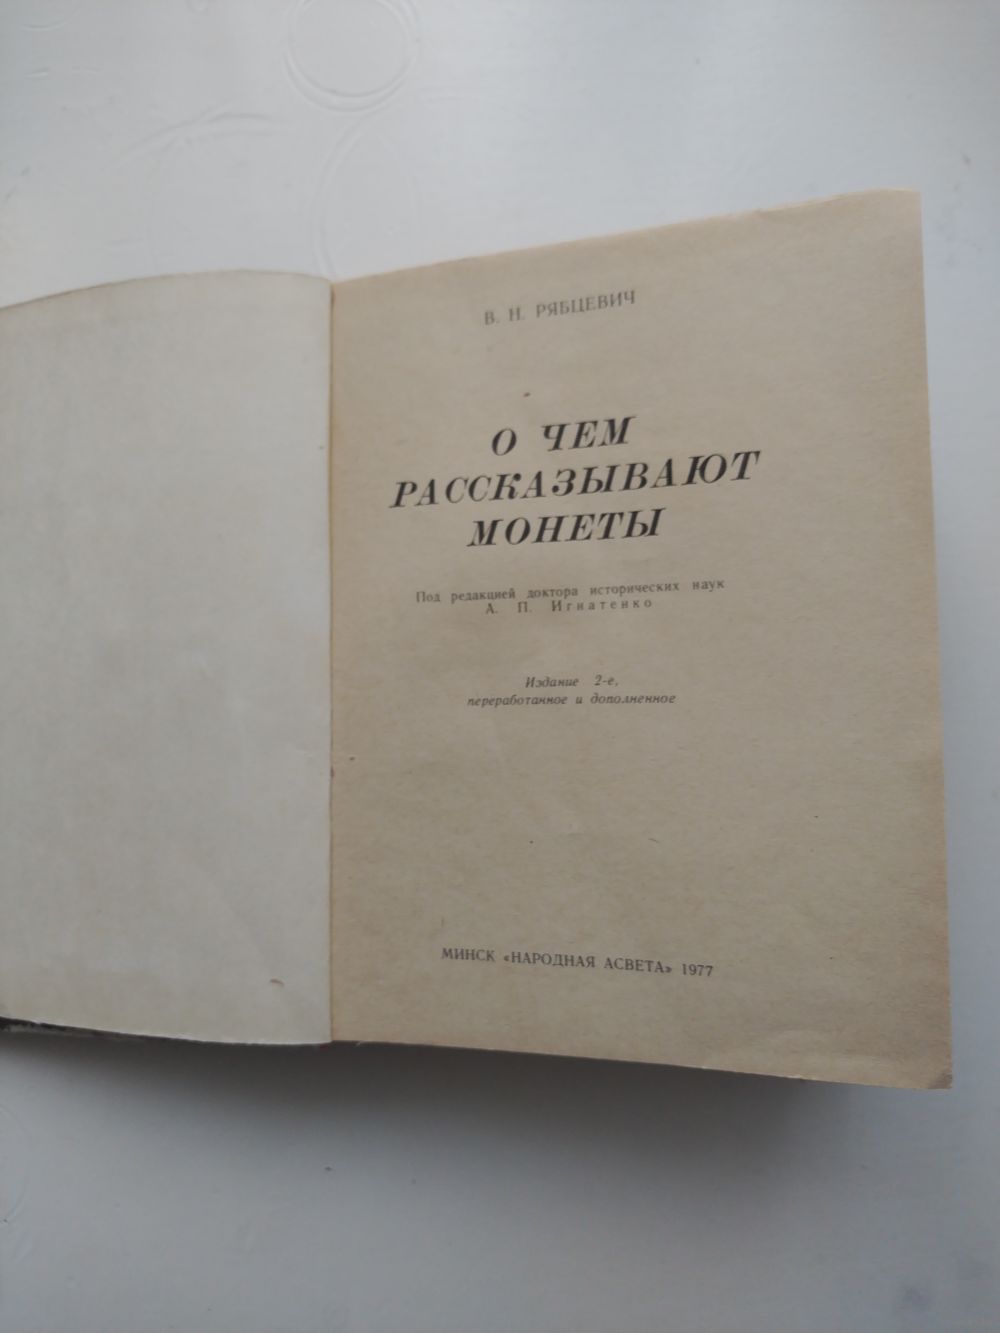 В. Н. РЯБЦЕВИЧ
О ЧЕМ
РАССКАЗЫВАЮТ
МОНЕТЫ
Под редакцией доктора исторических наук
А. П. Игнатенко
Издание 2-е,
переработанное и дополненное
МИНСК «НАРОДНАЯ АСВЕТА» 1977